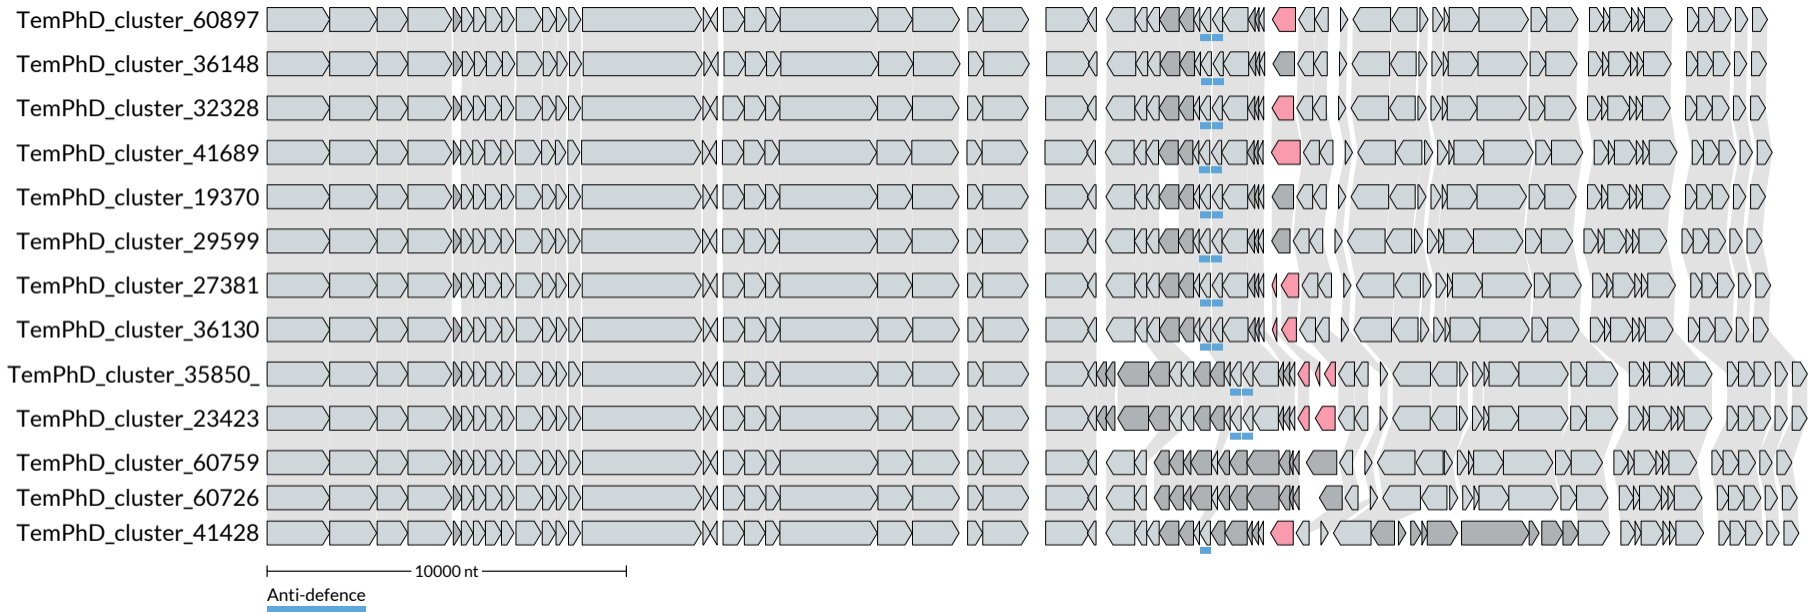 TemPhD_cluster_60897
TemPhD_cluster_36148
TemPhD_cluster_32328
TemPhD_cluster_41689
TemPhD_cluster_19370
TemPhD_cluster_29599
TemPhD_cluster_27381
TemPhD_cluster_36130
TemPhD_cluster_35850_
TemPhD_cluster_23423
TemPhD_cluster_60759
TemPhD_cluster_60726
TemPhD_cluster_41428
10000 nt
Anti-defence